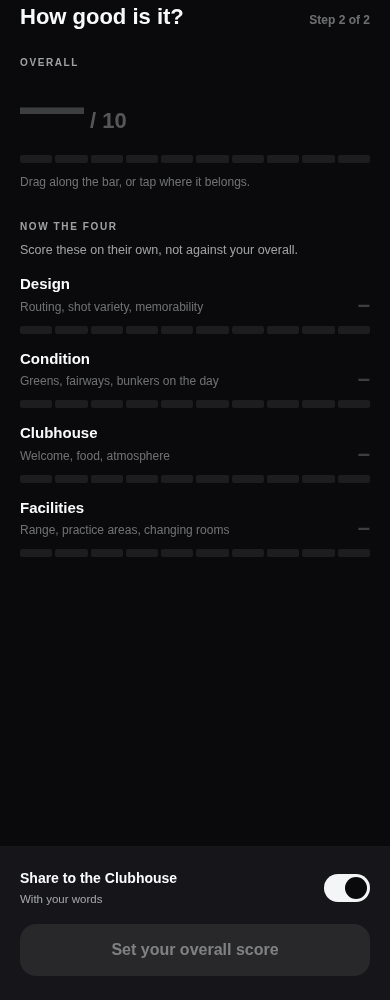 How good is it?
Step 2 of 2
OVERALL
— / 10
Drag along the bar, or tap where it belongs.
NOW THE FOUR
Score these on their own, not against your overall.
Design
Routing, shot variety, memorability
–
Condition
Greens, fairways, bunkers on the day
–
Clubhouse
Welcome, food, atmosphere
–
Facilities
Range, practice areas, changing rooms
–
Share to the Clubhouse
With your words
Set your overall score